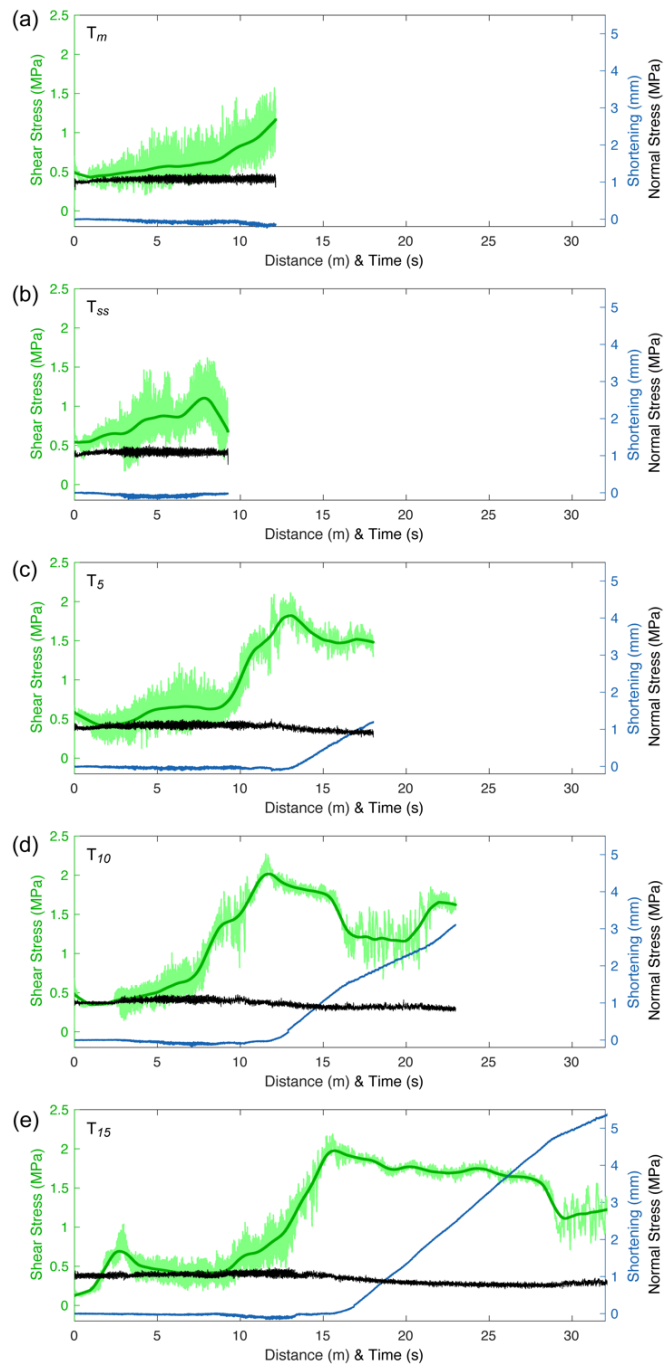 (a)
T_m
Shear Stress (MPa)
2.5
2
1.5
1
0.5
0
5
4
3
2
1
0
Shortening (mm)
Normal Stress (MPa)
0 5 10 15 20 25 30
Distance (m) & Time (s)
(b)
T_ss
Shear Stress (MPa)
2.5
2
1.5
1
0.5
0
5
4
3
2
1
0
Shortening (mm)
Normal Stress (MPa)
0 5 10 15 20 25 30
Distance (m) & Time (s)
(c)
T_5
Shear Stress (MPa)
2.5
2
1.5
1
0.5
0
5
4
3
2
1
0
Shortening (mm)
Normal Stress (MPa)
0 5 10 15 20 25 30
Distance (m) & Time (s)
(d)
T_10
Shear Stress (MPa)
2.5
2
1.5
1
0.5
0
5
4
3
2
1
0
Shortening (mm)
Normal Stress (MPa)
0 5 10 15 20 25 30
Distance (m) & Time (s)
(e)
T_15
Shear Stress (MPa)
2.5
2
1.5
1
0.5
0
5
4
3
2
1
0
Shortening (mm)
Normal Stress (MPa)
0 5 10 15 20 25 30
Distance (m) & Time (s)